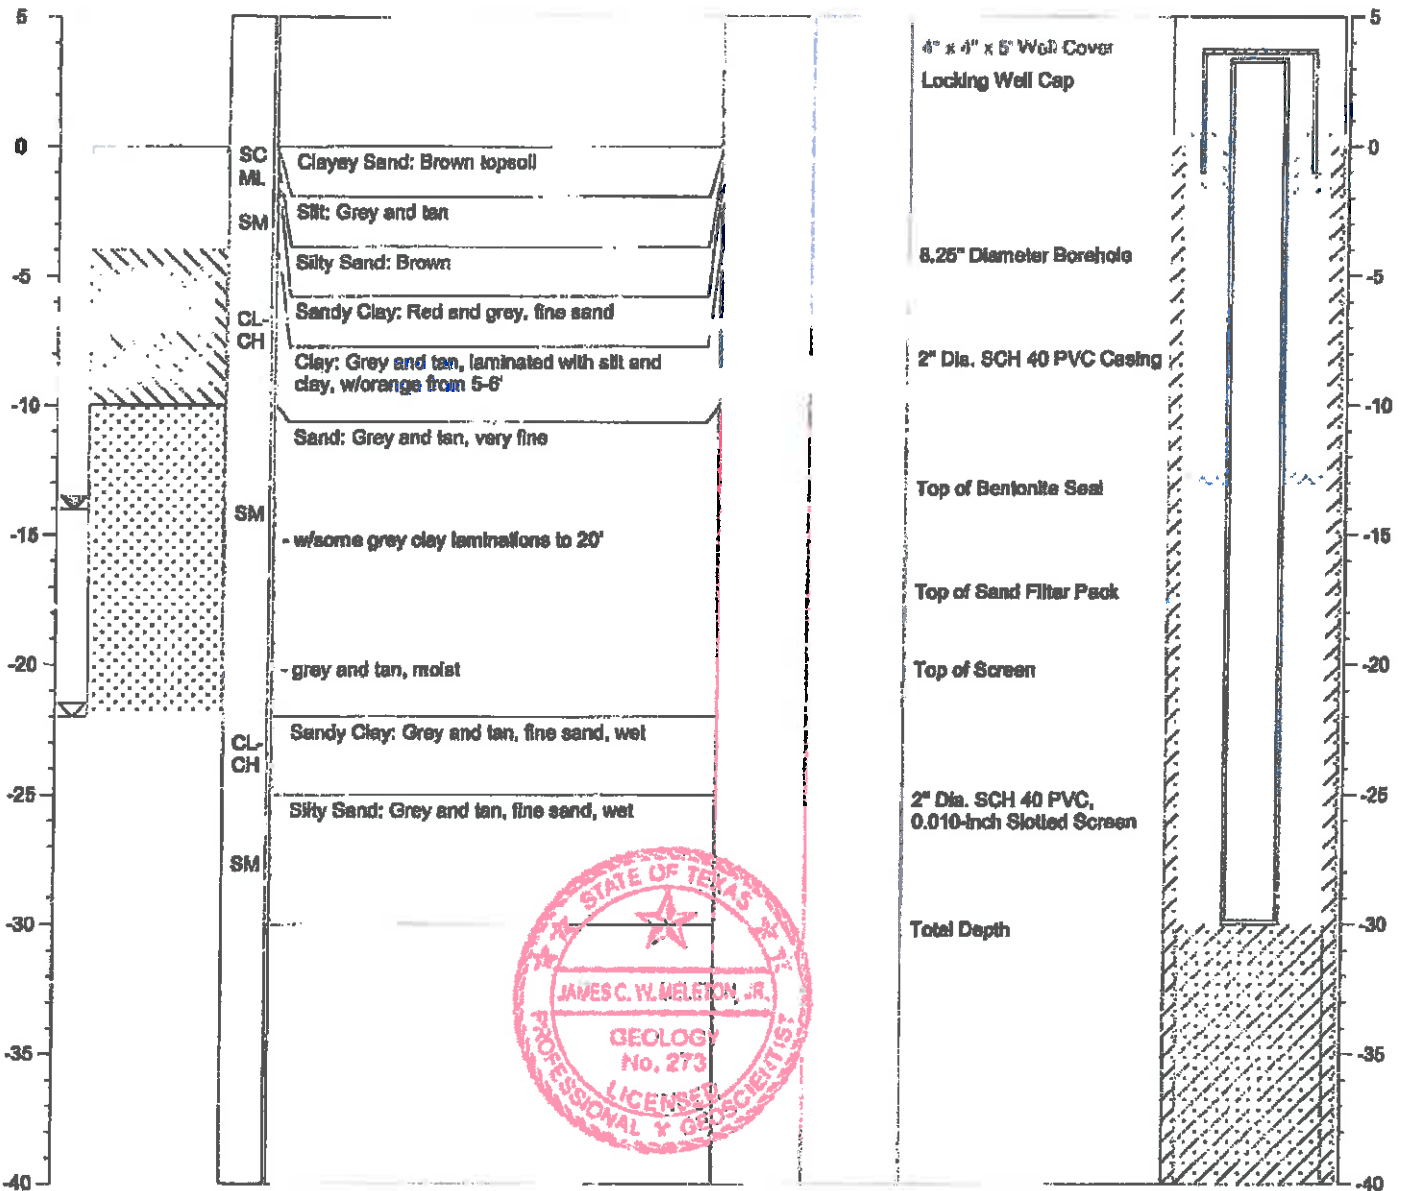 5
0
-5
-10
-15
-20
-25
-30
-35
-40
SC
ML
SM
CL-
CH
SM
CL-
CH
SM
Clayey Sand: Brown topsoil
Silt: Grey and tan
Silty Sand: Brown
Sandy Clay: Red and grey, fine sand
Clay: Grey and tan, laminated with silt and
clay, w/orange from 5-6'
Sand: Grey and tan, very fine
- w/some grey clay laminations to 20'
- grey and tan, moist
Sandy Clay: Grey and tan, fine sand, wet
Silty Sand: Grey and tan, fine sand, wet
STATE OF TEXAS
JAMES C. W. MELETON, JR.
GEOLOGY
No. 273
LICENSED
PROFESSIONAL GEOSCIENTIST
4" x 4" x 5' Well Cover
Locking Well Cap
8.25" Diameter Borehole
2" Dia. SCH 40 PVC Casing
Top of Bentonite Seal
Top of Sand Filter Pack
Top of Screen
2" Dia. SCH 40 PVC,
0.010-inch Slotted Screen
Total Depth
5
0
-5
-10
-15
-20
-25
-30
-35
-40